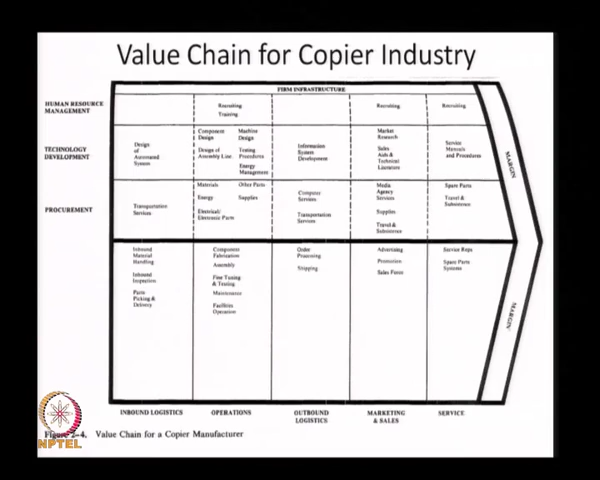 Value Chain for Copier Industry
FIRM INFRASTRUCTURE
HUMAN RESOURCE
MANAGEMENT
Recruiting
Training
Recruiting
Recruiting
TECHNOLOGY
DEVELOPMENT
Design
of
Automated
System
Component
Design
Design of
Assembly Line
Machine
Design
Testing
Procedures
Energy
Management
Information
System
Development
Market
Research
Sales
Aids &
Technical
Literature
Service
Manuals
and Procedures
PROCUREMENT
Transportation
Services
Materials
Energy
Electrical/
Electronic Parts
Other Parts
Supplies
Computer
Services
Transportation
Services
Media
Agency
Services
Supplies
Travel &
Subsistence
Spare Parts
Travel &
Subsistence
MARGIN
Inbound
Material
Handling
Inbound
Inspection
Parts
Picking &
Delivery
Component
Fabrication
Assembly
Fine Tuning
& Testing
Maintenance
Facilities
Operation
Order
Processing
Shipping
Advertising
Promotion
Sales Force
Service Reps
Spare Parts
Systems
MARGIN
INBOUND LOGISTICS
OPERATIONS
OUTBOUND
LOGISTICS
MARKETING
& SALES
SERVICE
Figure 2-4. Value Chain for a Copier Manufacturer
NPTEL